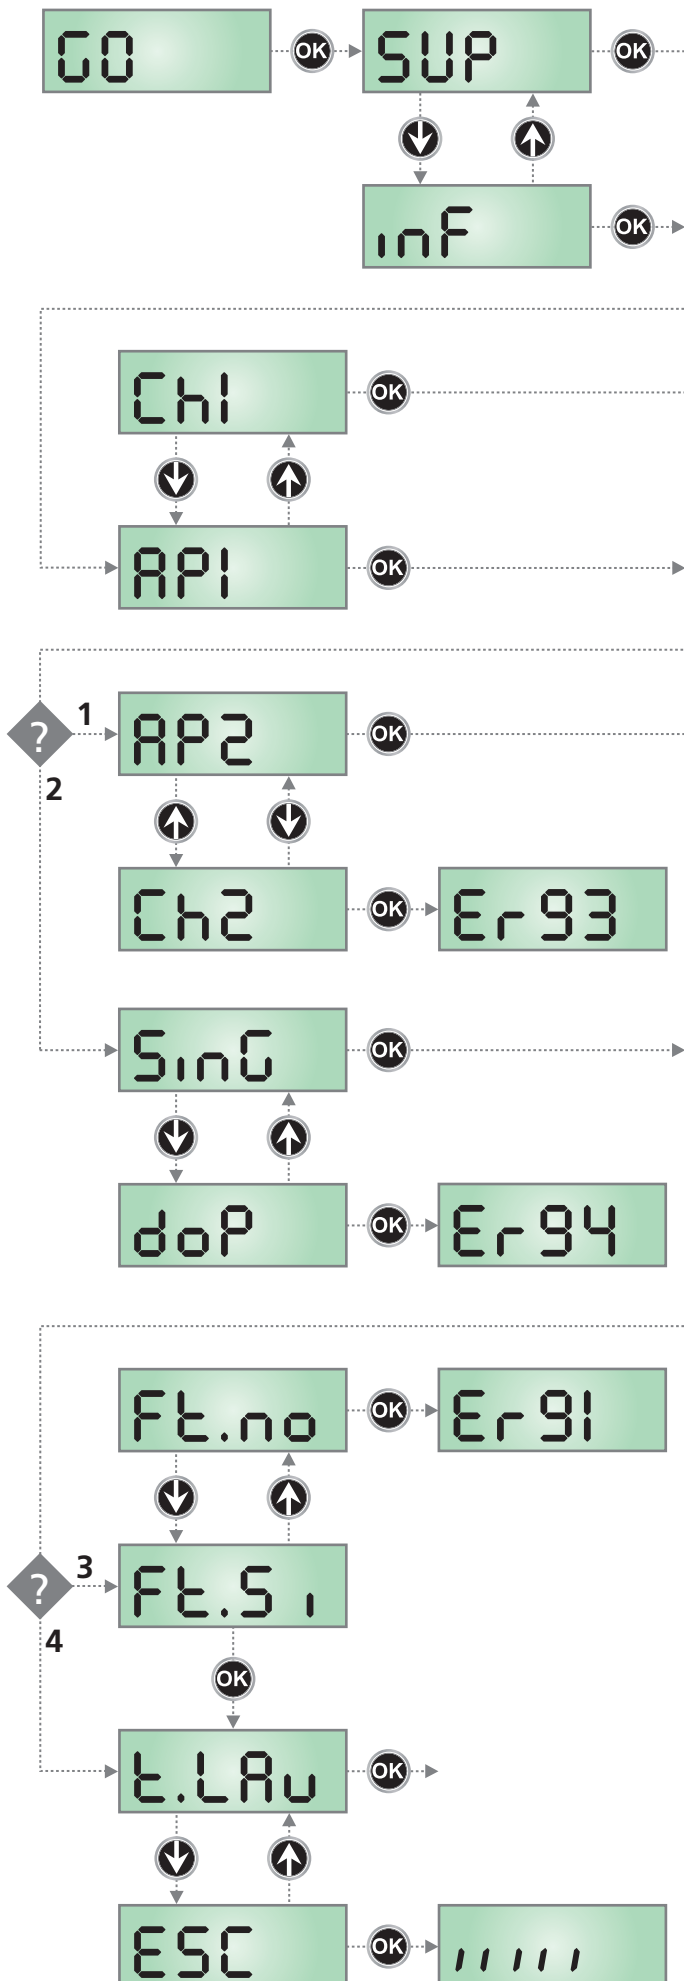 GO OK SUP OK
inF OK
Ch1 OK
AP1 OK
? 1 AP2 OK
2
Ch2 OK Er93
SinG OK
doP OK Er94
Ft.no OK Er91
? 3 Ft.Si
4
OK
t.LAv OK
ESC OK